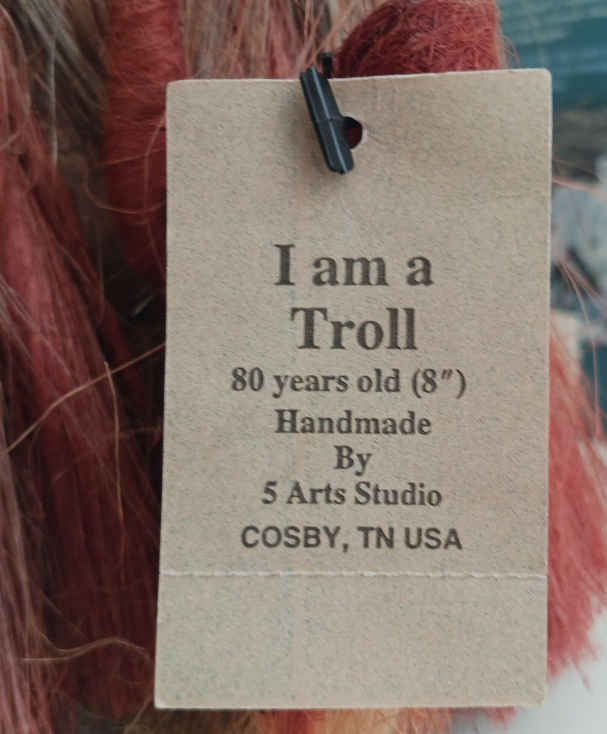 I am a
Troll
80 years old (8″)
Handmade
By
5 Arts Studio
COSBY, TN USA